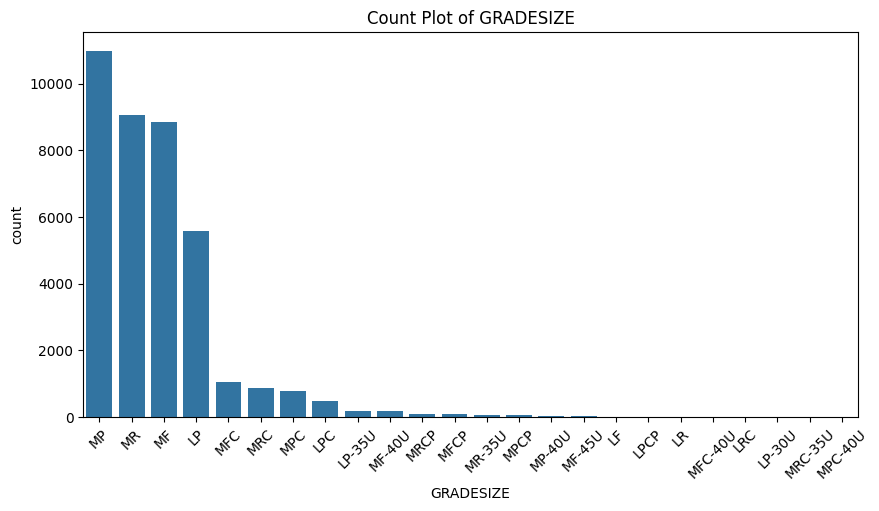 Count Plot of GRADESIZE
count
10000
8000
6000
4000
2000
0
MP
MR
MF
LP
MFC
MRC
MPC
LPC
LP-35U
MF-40U
MRCP
MFCP
MR-35U
MPCP
MP-40U
MF-45U
LF
LPCP
LR
MFC-40U
LRC
LP-30U
MRC-35U
MPC-40U
GRADESIZE